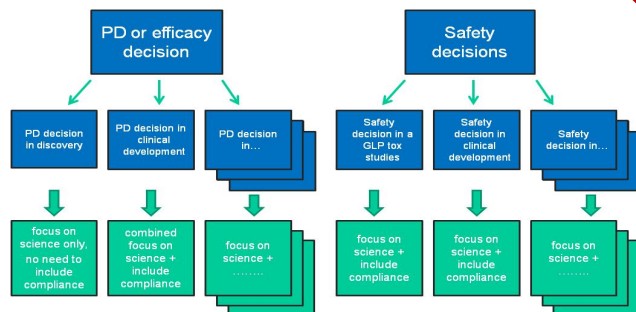 PD or efficacy
decision
Safety
decisions
PD decision
in discovery
PD decision in
clinical
development
PD decision
in…
Safety
decision in a
GLP tox
studies
Safety
decision in
clinical
development
Safety
decision in…
focus on
science only,
no need to
include
compliance
combined
focus on
science +
include
compliance
focus on
science +
………
focus on
science +
include
compliance
focus on
science +
include
compliance
focus on
science +
………